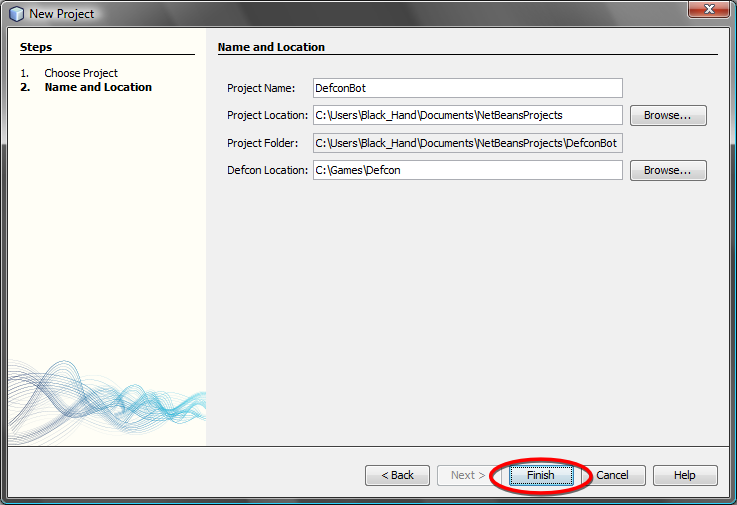 New Project
Steps
1. Choose Project
2. Name and Location
Name and Location
Project Name: DefconBot
Project Location: C:\Users\Black_Hand\Documents\NetBeansProjects Browse...
Project Folder: C:\Users\Black_Hand\Documents\NetBeansProjects\DefconBot
Defcon Location: C:\Games\Defcon Browse...
< Back Next > Finish Cancel Help